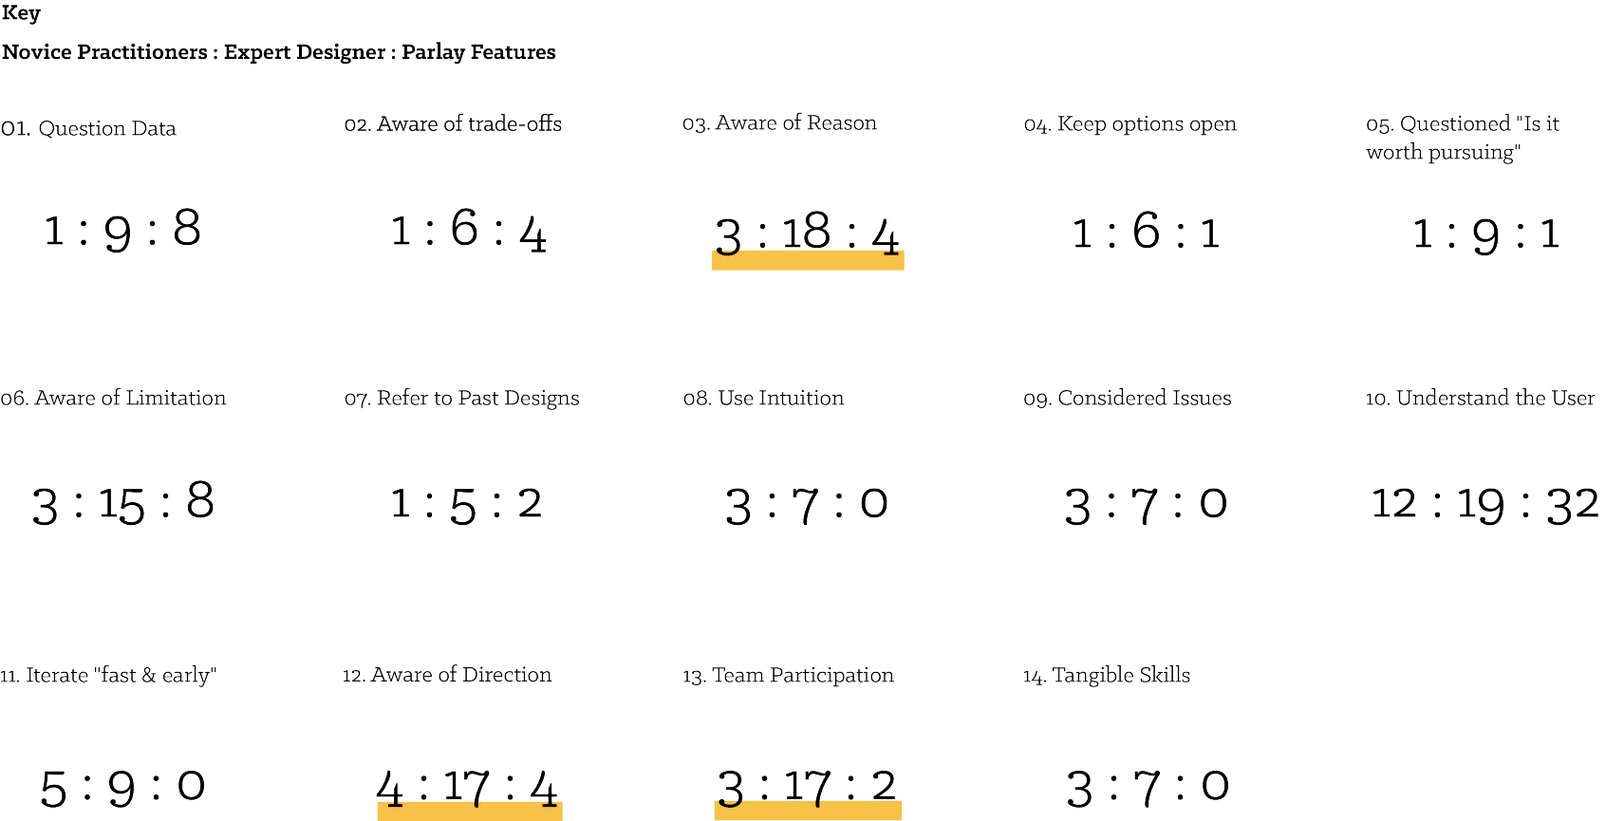 Key
Novice Practitioners : Expert Designer : Parlay Features
01. Question Data
1 : 9 : 8
02. Aware of trade-offs
1 : 6 : 4
03. Aware of Reason
3 : 18 : 4
04. Keep options open
1 : 6 : 1
05. Questioned "Is it
worth pursuing"
1 : 9 : 1
06. Aware of Limitation
3 : 15 : 8
07. Refer to Past Designs
1 : 5 : 2
08. Use Intuition
3 : 7 : 0
09. Considered Issues
3 : 7 : 0
10. Understand the User
12 : 19 : 32
11. Iterate "fast & early"
5 : 9 : 0
12. Aware of Direction
4 : 17 : 4
13. Team Participation
3 : 17 : 2
14. Tangible Skills
3 : 7 : 0